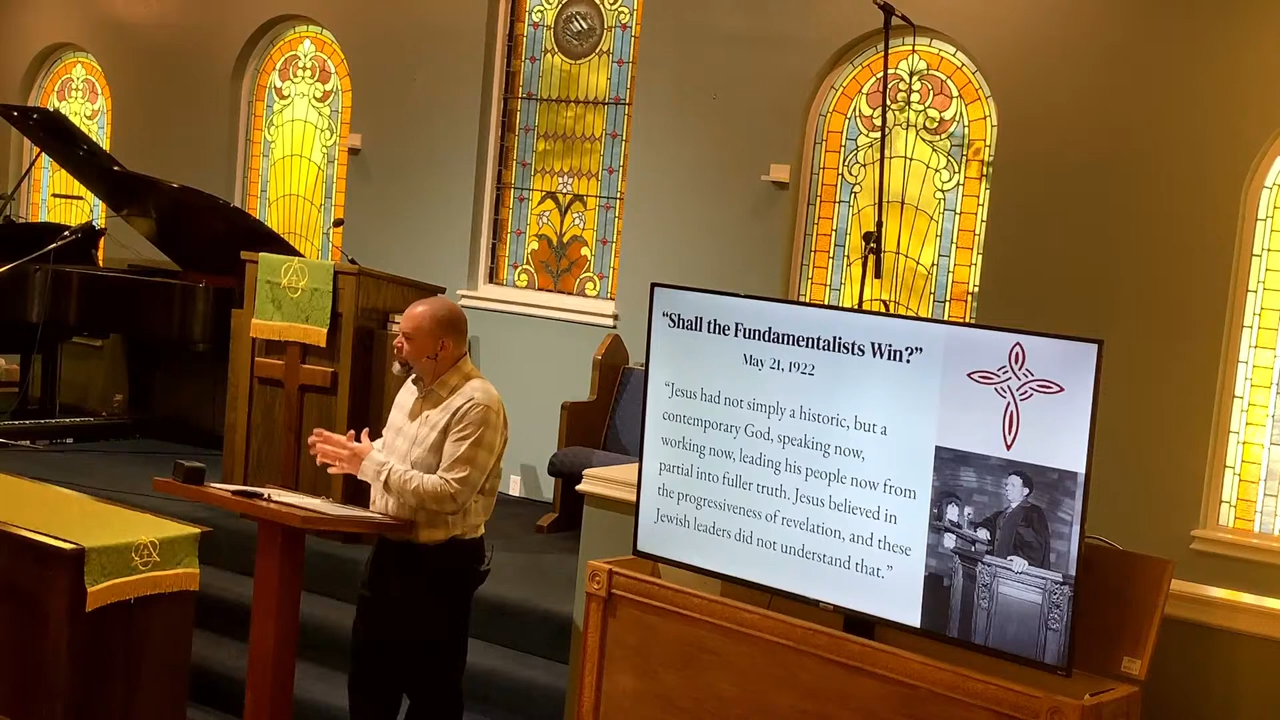 “Shall the Fundamentalists Win?”
May 21, 1922
“Jesus had not simply a historic, but a
contemporary God, speaking now,
working now, leading his people now from
partial into fuller truth. Jesus believed in
the progressiveness of revelation, and these
Jewish leaders did not understand that.”